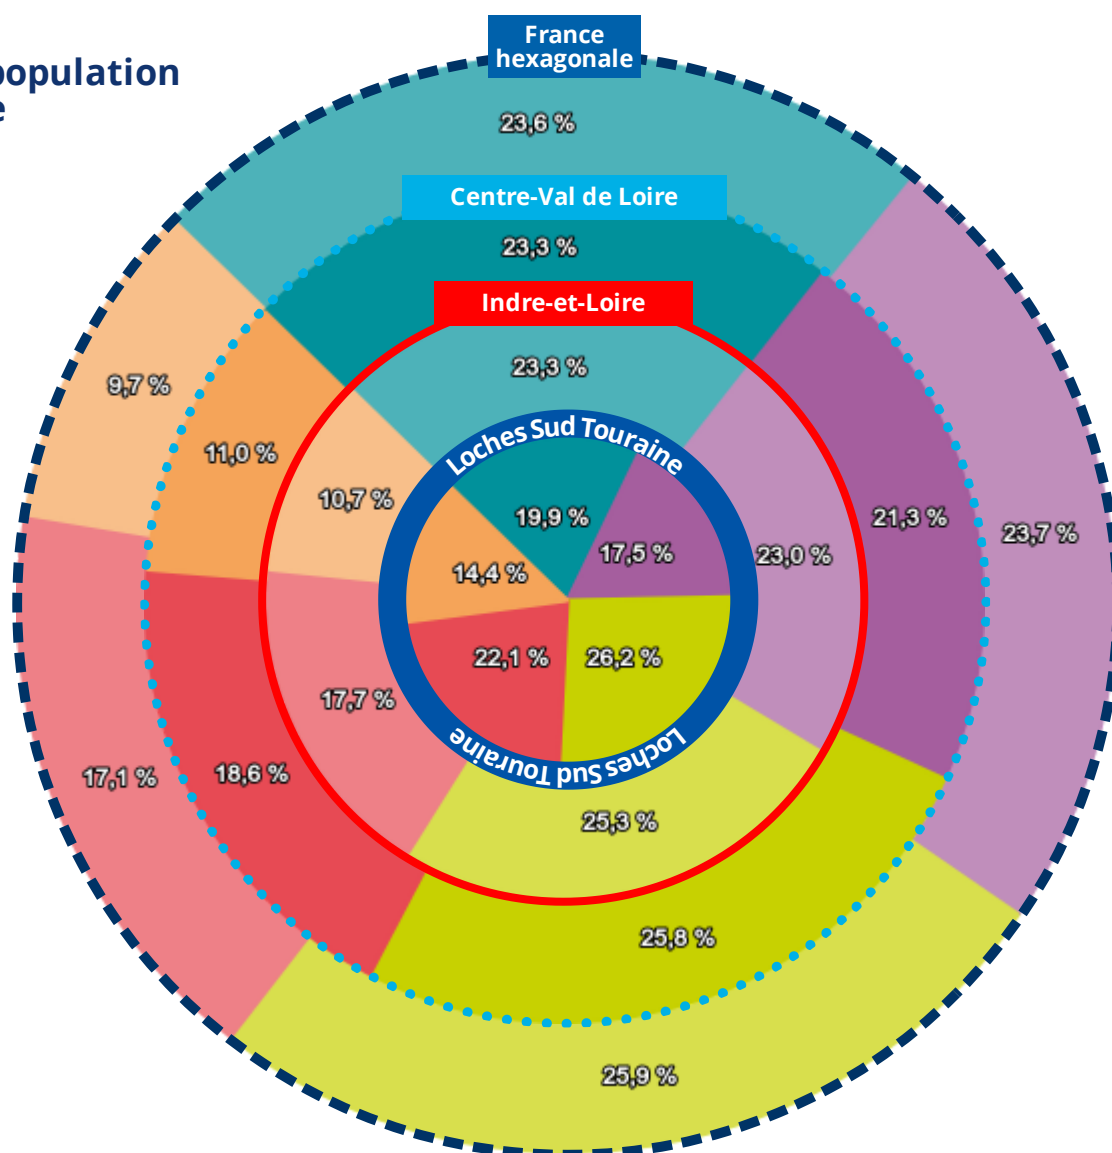 France
hexagonale
population
e
23,6 %
Centre-Val de Loire
23,3 %
Indre-et-Loire
23,3 %
9,7 %
Loches Sud Touraine
11,0 %
10,7 %
19,9 %
21,3 %
23,7 %
17,5 %
23,0 %
14,4 %
22,1 %
26,2 %
17,7 %
Loches Sud Touraine
18,6 %
17,1 %
25,3 %
25,8 %
25,9 %